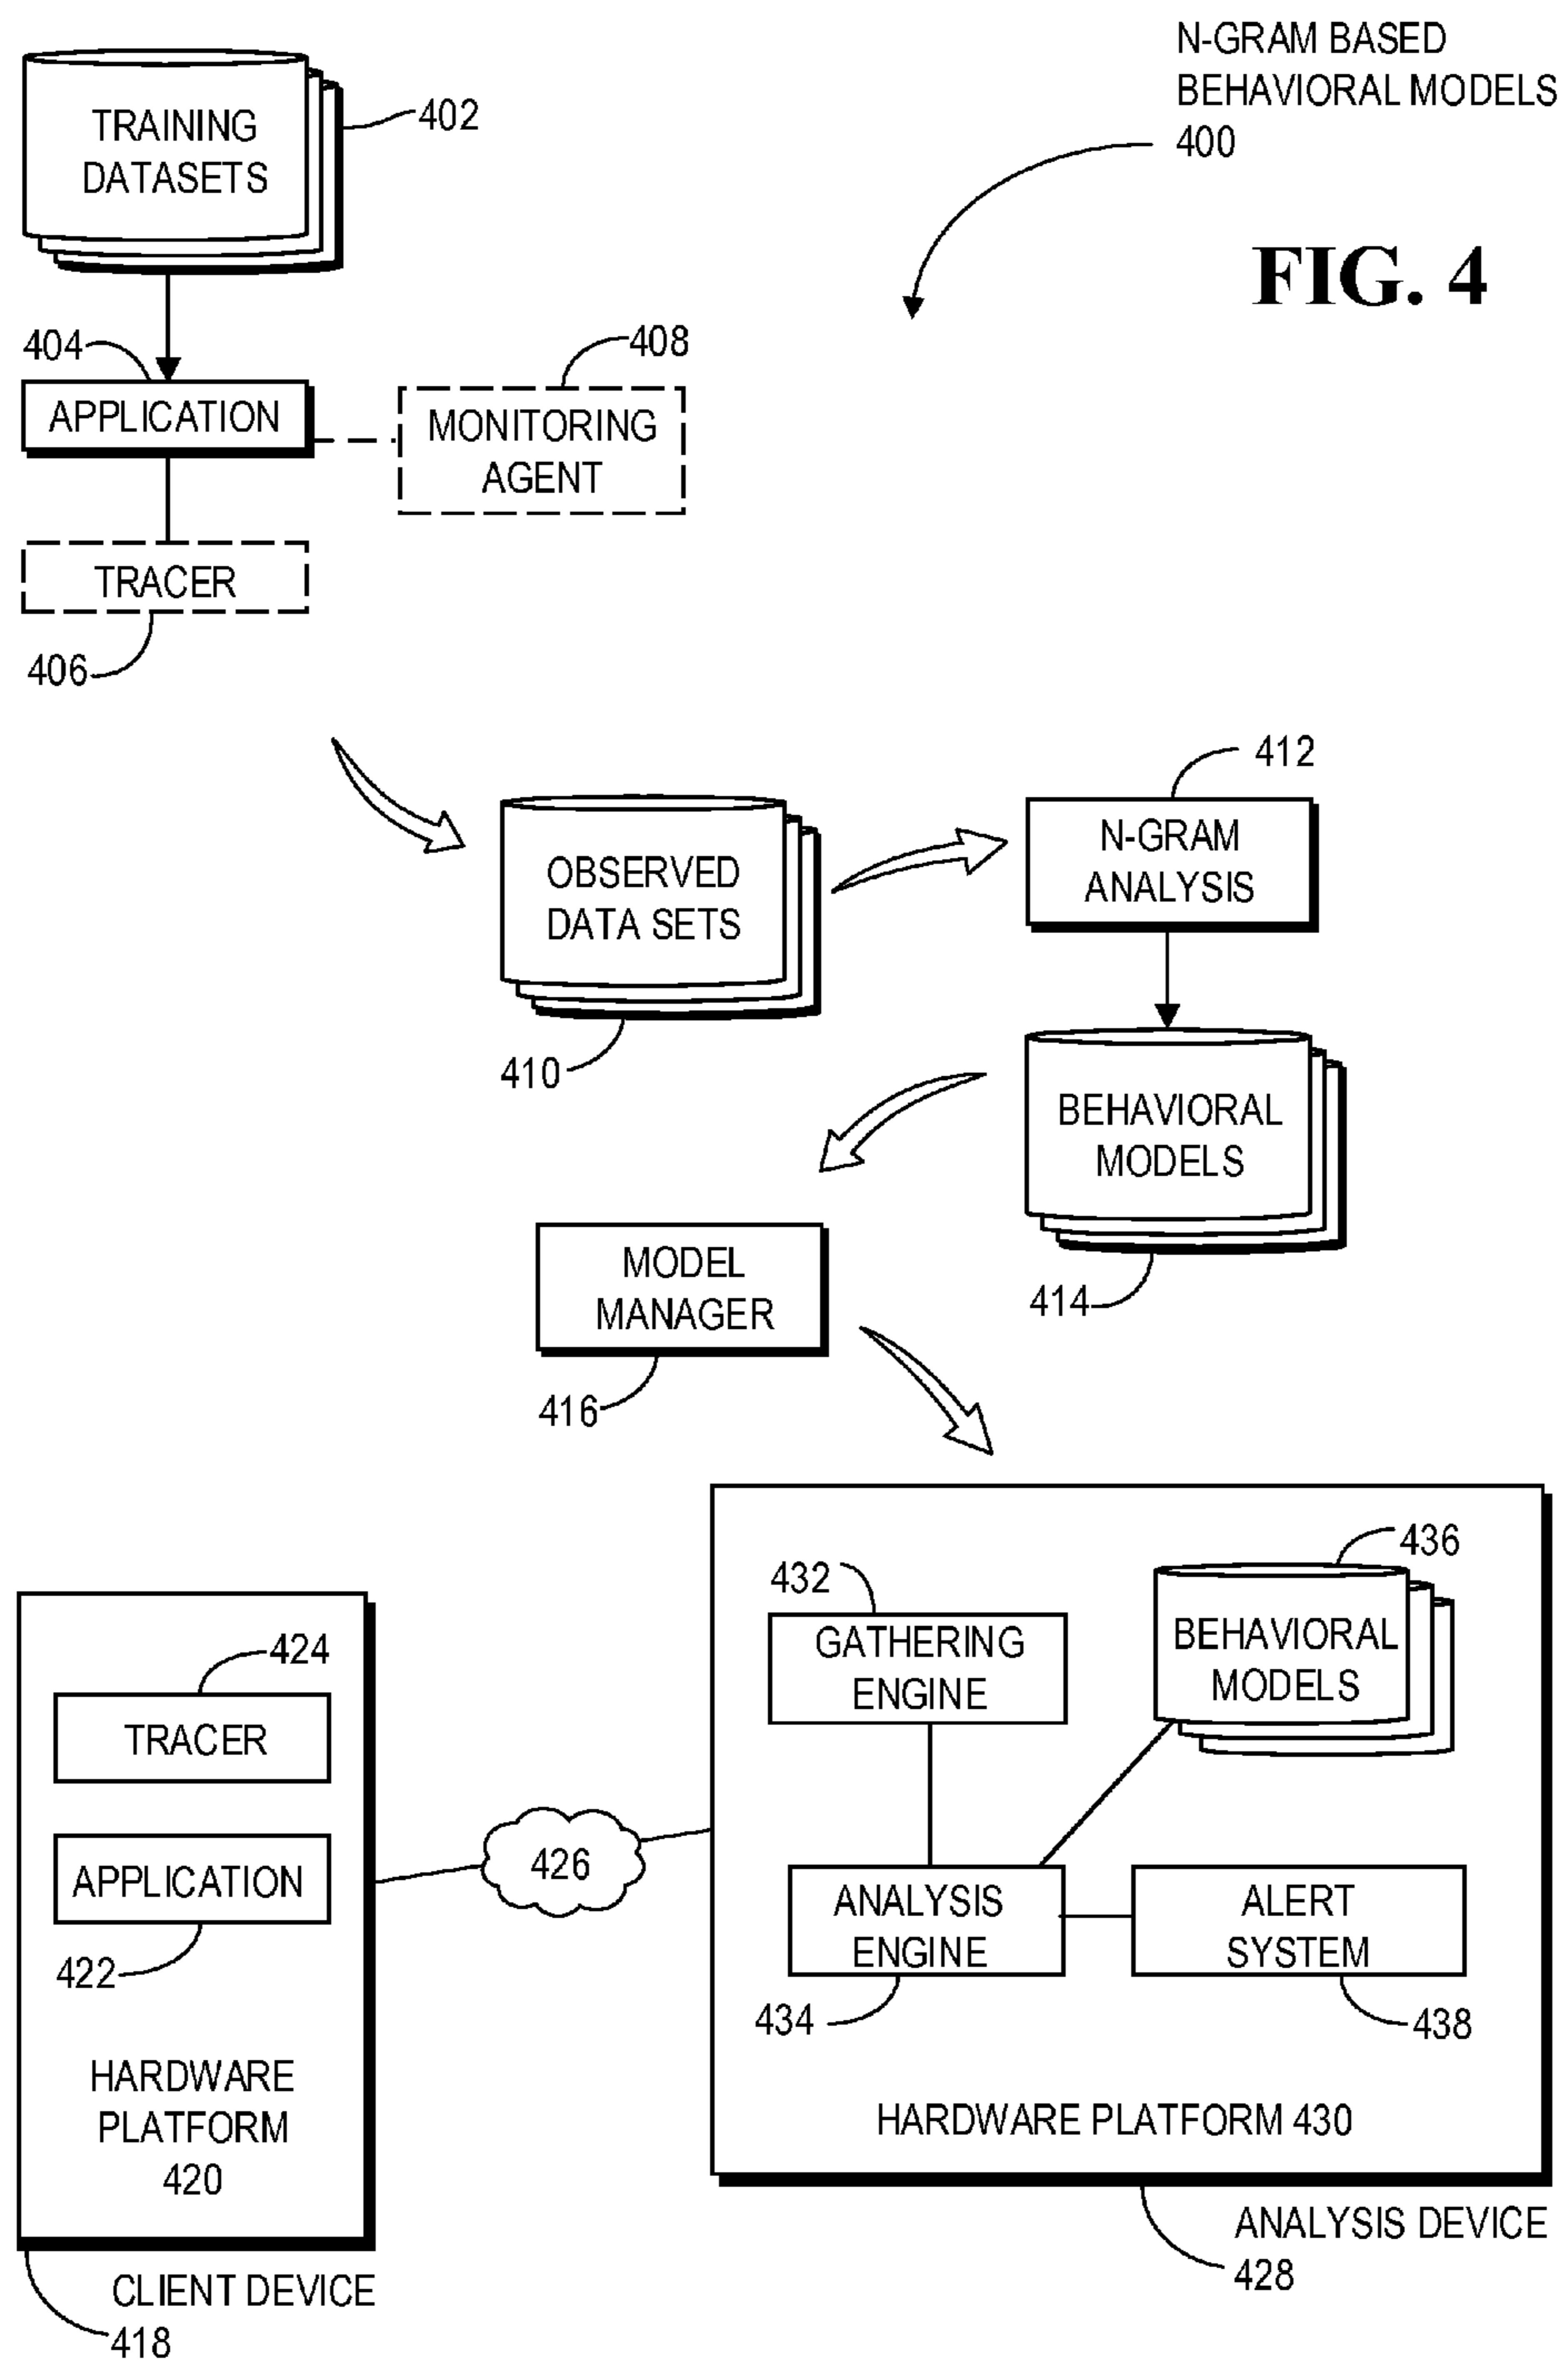 N-GRAM BASED
BEHAVIORAL MODELS
400
FIG. 4
TRAINING
DATASETS
402
404
APPLICATION
408
MONITORING
AGENT
TRACER
406
412
N-GRAM
ANALYSIS
OBSERVED
DATA SETS
410
BEHAVIORAL
MODELS
414
MODEL
MANAGER
416
424
TRACER
APPLICATION
422
HARDWARE
PLATFORM
420
CLIENT DEVICE
418
426
432
GATHERING
ENGINE
436
BEHAVIORAL
MODELS
ANALYSIS
ENGINE
434
ALERT
SYSTEM
438
HARDWARE PLATFORM 430
ANALYSIS DEVICE
428